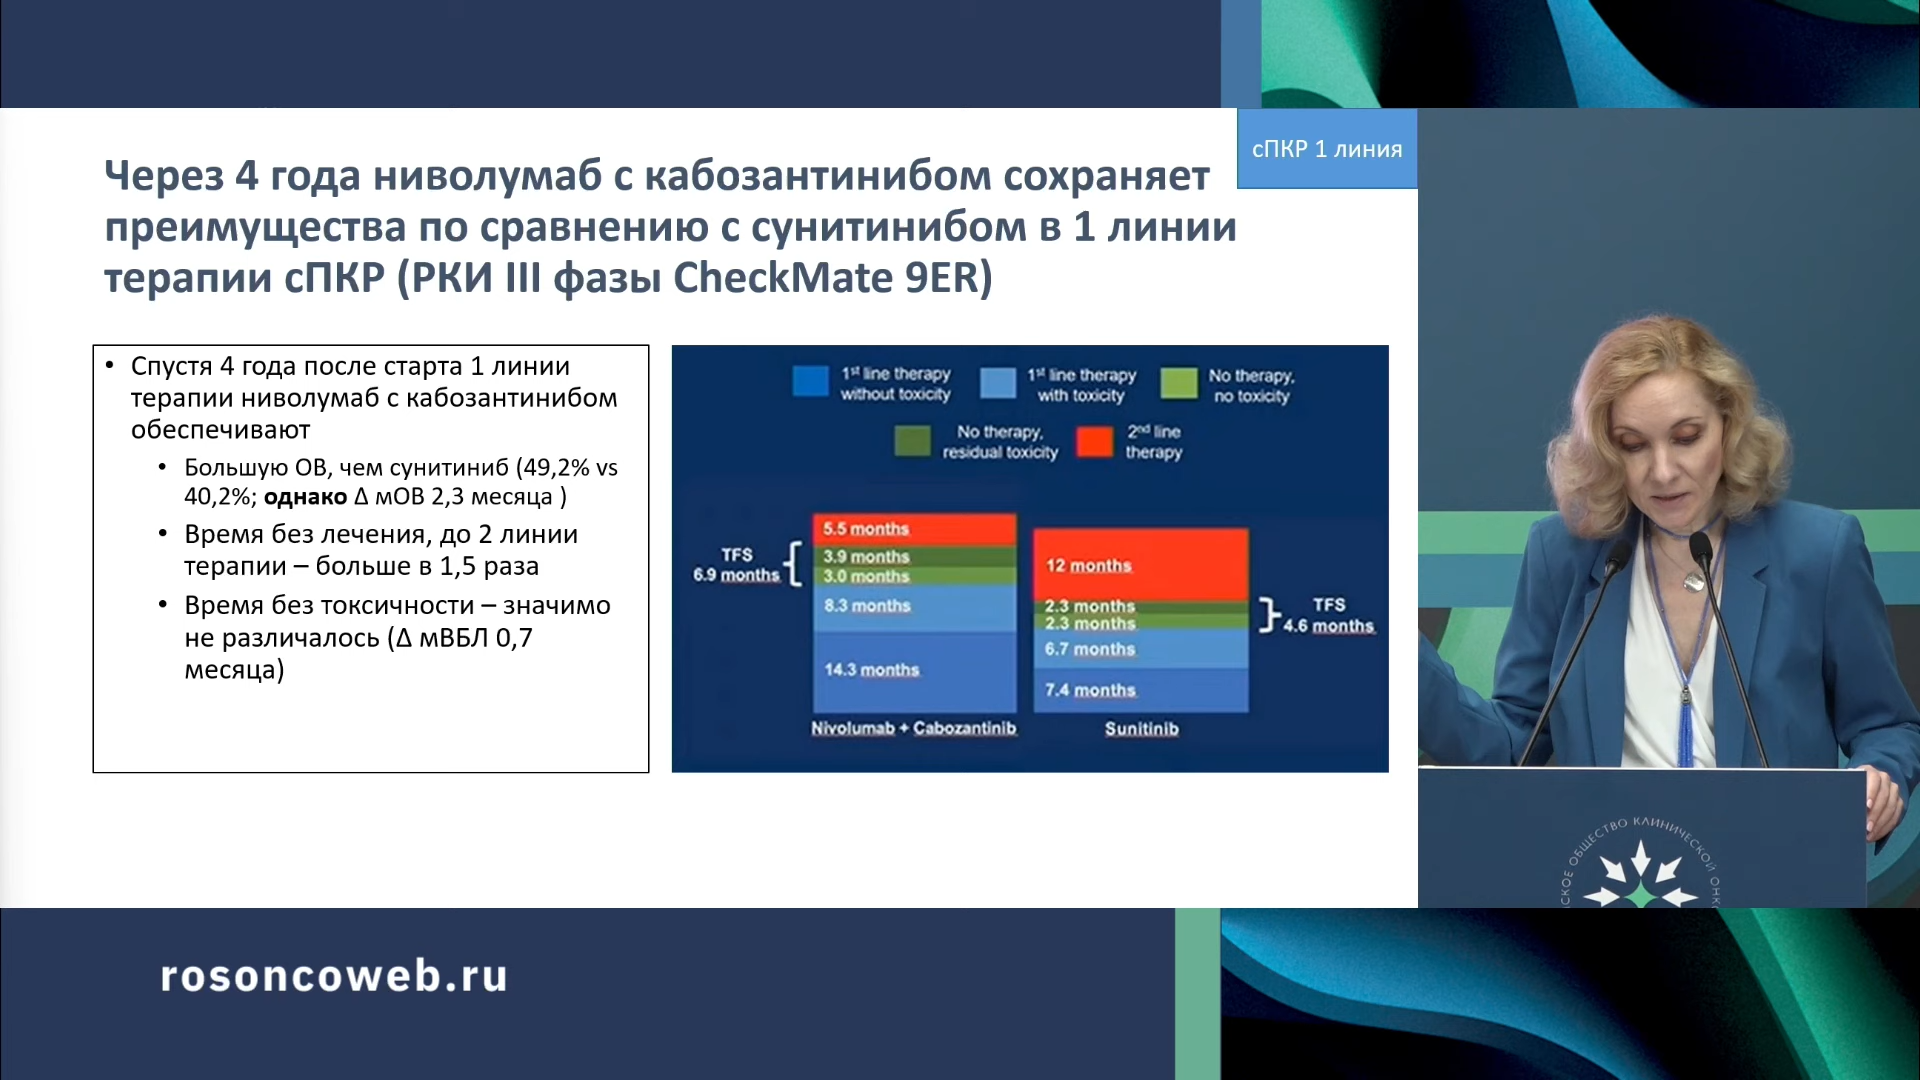 сПКР 1 линия
Через 4 года ниволумаб с кабозантинибом сохраняет
преимущества по сравнению с сунитинибом в 1 линии
терапии сПКР (РКИ III фазы CheckMate 9ER)
• Спустя 4 года после старта 1 линии
терапии ниволумаб с кабозантинибом
обеспечивают
• Большую ОВ, чем сунитиниб (49,2% vs
40,2%; однако Δ мОВ 2,3 месяца )
• Время без лечения, до 2 линии
терапии – больше в 1,5 раза
• Время без токсичности – значимо
не различалось (Δ мВБЛ 0,7
месяца)
1st line therapy
without toxicity
1st line therapy
with toxicity
No therapy,
no toxicity
No therapy,
residual toxicity
2nd line
therapy
TFS
6.9 months
5.5 months
3.9 months
3.0 months
8.3 months
14.3 months
Nivolumab + Cabozantinib
12 months
2.3 months
2.3 months
6.7 months
7.4 months
Sunitinib
TFS
4.6 months
ОБЩЕСТВО КЛИНИЧЕСКОЙ
rosoncoweb.ru